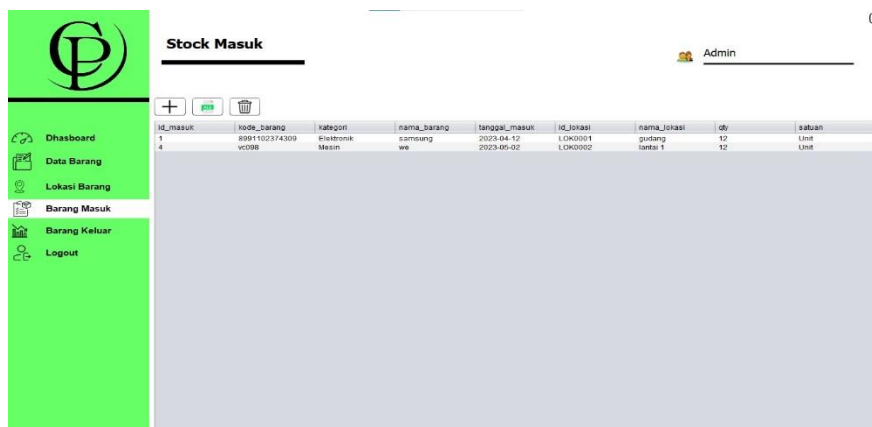 CP
Stock Masuk
Admin
Dhasboard
Data Barang
Lokasi Barang
Barang Masuk
Barang Keluar
Logout
id_masuk kode_barang kategori nama_barang tanggal_masuk id_lokasi nama_lokasi qty satuan
1 8991102374309 Elektronik samsung 2023-04-12 LOK0001 gudang 12 Unit
4 vc098 Mesin we 2023-05-02 LOK0002 lantai 1 12 Unit